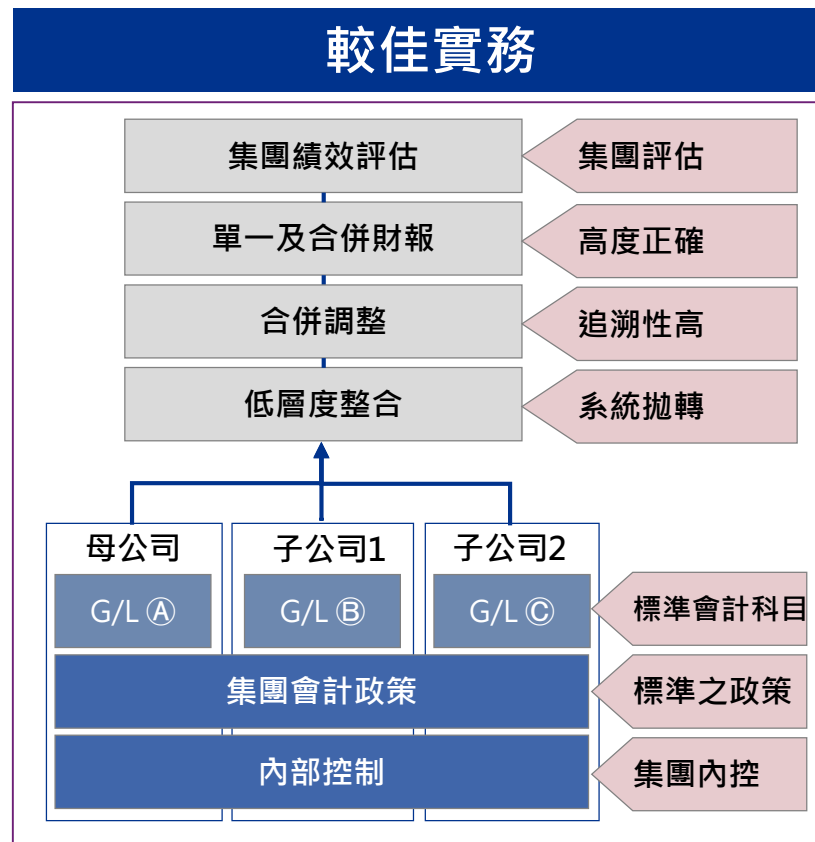 較佳實務
集團績效評估
集團評估
單一及合併財報
高度正確
合併調整
追溯性高
低層度整合
系統拋轉
母公司
子公司1
子公司2
G/L Ⓐ
G/L Ⓑ
G/L Ⓒ
標準會計科目
集團會計政策
標準之政策
內部控制
集團內控